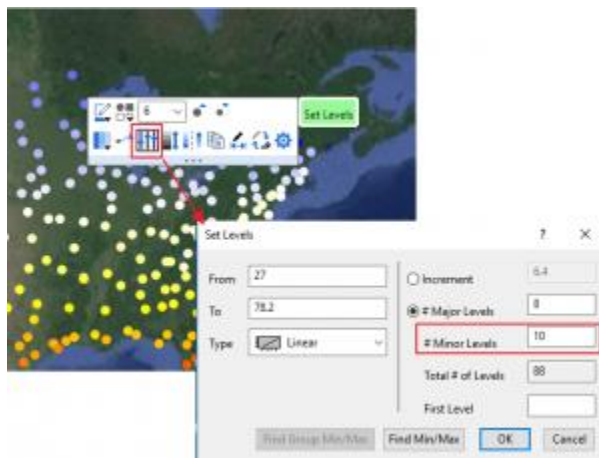 6
Set Levels
Set Levels
?
From 27
To 78.2
Type Linear
Increment 6.4
# Major Levels 8
# Minor Levels 10
Total # of Levels 88
First Level
Find Group Min/Max
Find Min/Max
OK
Cancel